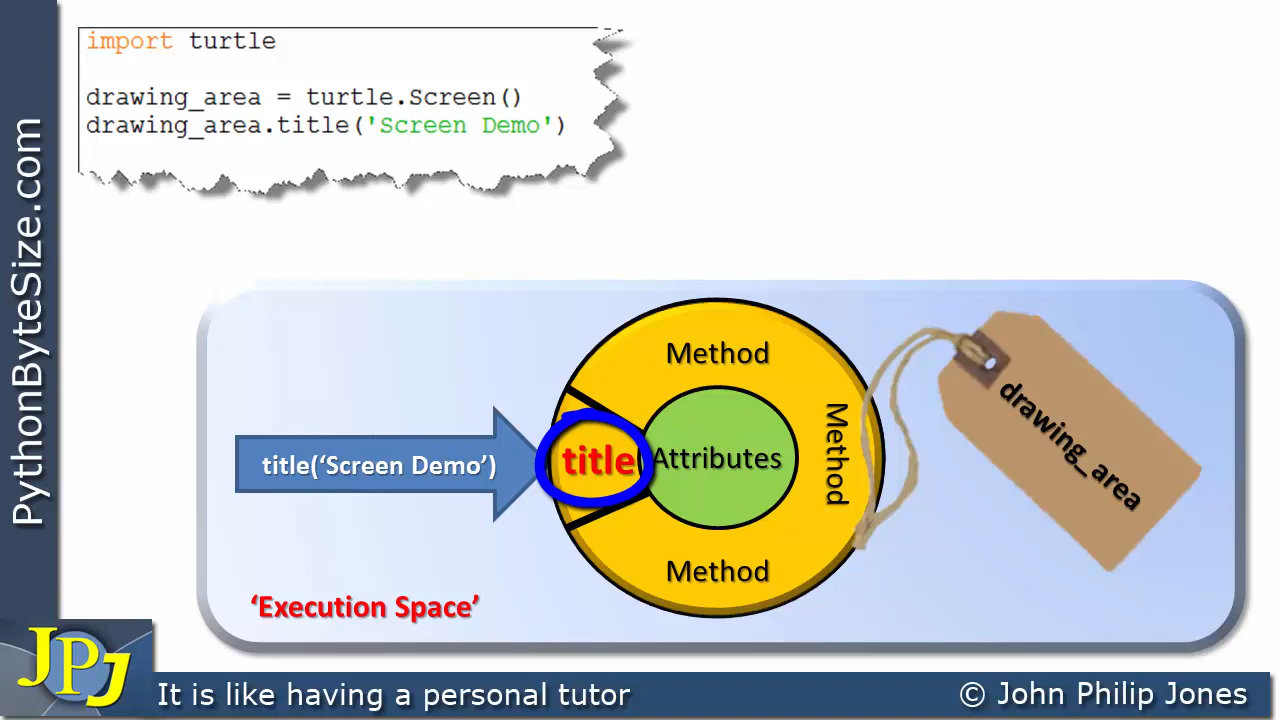 import turtle
drawing_area = turtle.Screen()
drawing_area.title('Screen Demo')
PythonByteSize.com
Method
Method
title(‘Screen Demo’)
title
Attributes
Method
drawing_area
‘Execution Space’
JPJ
It is like having a personal tutor
© John Philip Jones